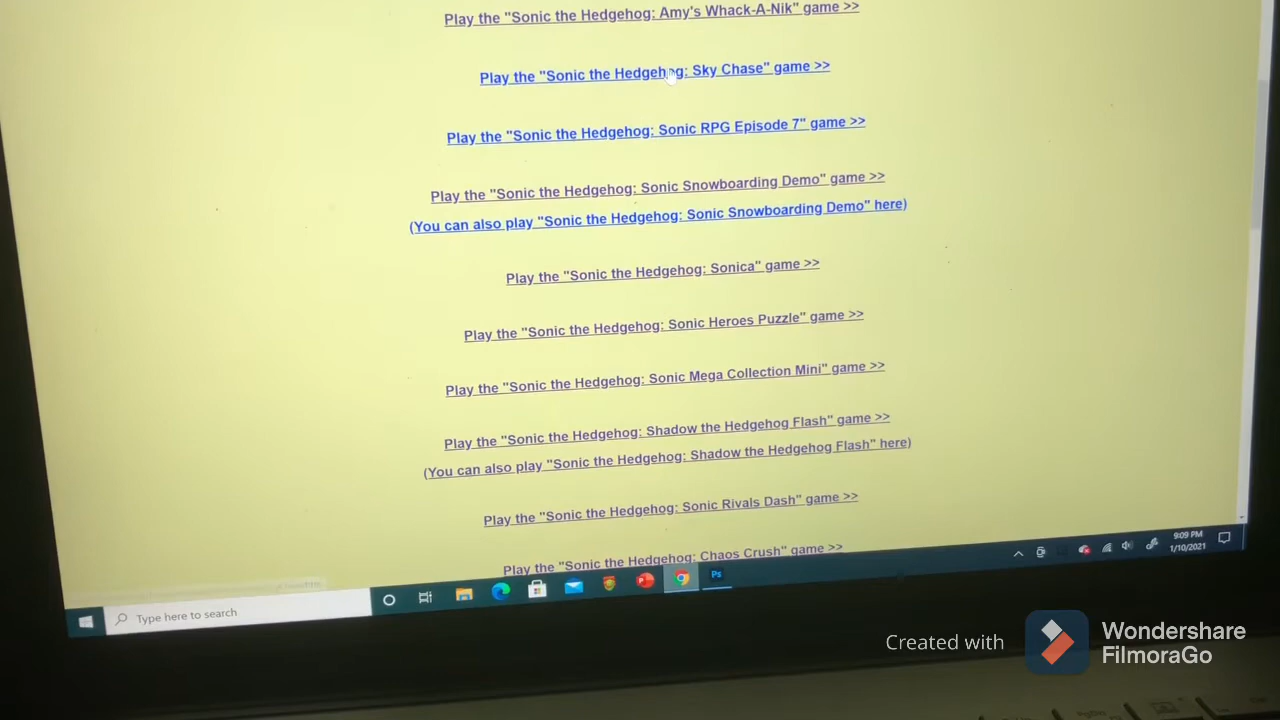 Play the "Sonic the Hedgehog: Amy's Whack-A-Nik" game >>
Play the "Sonic the Hedgehog: Sky Chase" game >>
Play the "Sonic the Hedgehog: Sonic RPG Episode 7" game >>
Play the "Sonic the Hedgehog: Sonic Snowboarding Demo" game >>
(You can also play "Sonic the Hedgehog: Sonic Snowboarding Demo" here)
Play the "Sonic the Hedgehog: Sonica" game >>
Play the "Sonic the Hedgehog: Sonic Heroes Puzzle" game >>
Play the "Sonic the Hedgehog: Sonic Mega Collection Mini" game >>
Play the "Sonic the Hedgehog: Shadow the Hedgehog Flash" game >>
(You can also play "Sonic the Hedgehog: Shadow the Hedgehog Flash" here)
Play the "Sonic the Hedgehog: Sonic Rivals Dash" game >>
Play the "Sonic the Hedgehog: Chaos Crush" game >>
Type here to search
Ps
9:09 PM
1/10/2021
Created with
Wondershare
FilmoraGo